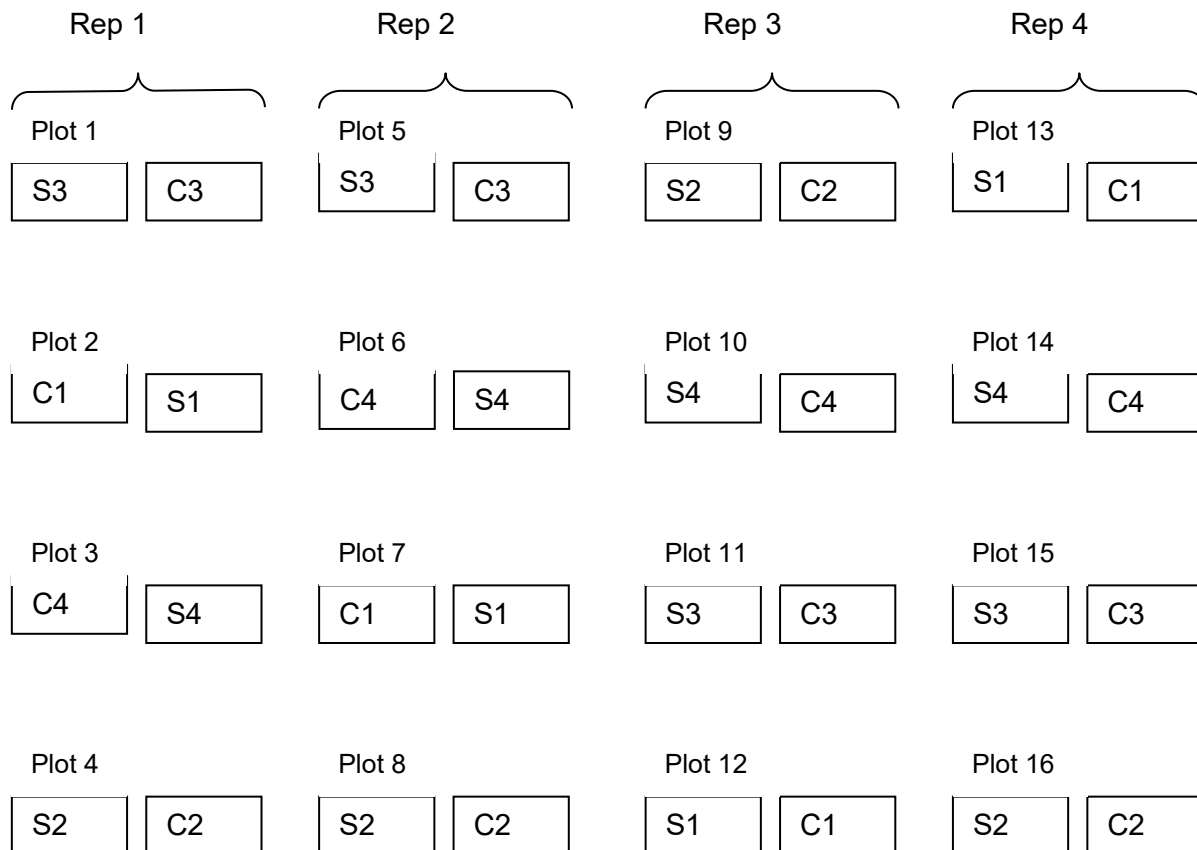 Rep 1 Rep 2 Rep 3 Rep 4
Plot 1 Plot 5 Plot 9 Plot 13
S3 C3 S3 C3 S2 C2 S1 C1
Plot 2 Plot 6 Plot 10 Plot 14
C1 S1 C4 S4 S4 C4 S4 C4
Plot 3 Plot 7 Plot 11 Plot 15
C4 S4 C1 S1 S3 C3 S3 C3
Plot 4 Plot 8 Plot 12 Plot 16
S2 C2 S2 C2 S1 C1 S2 C2